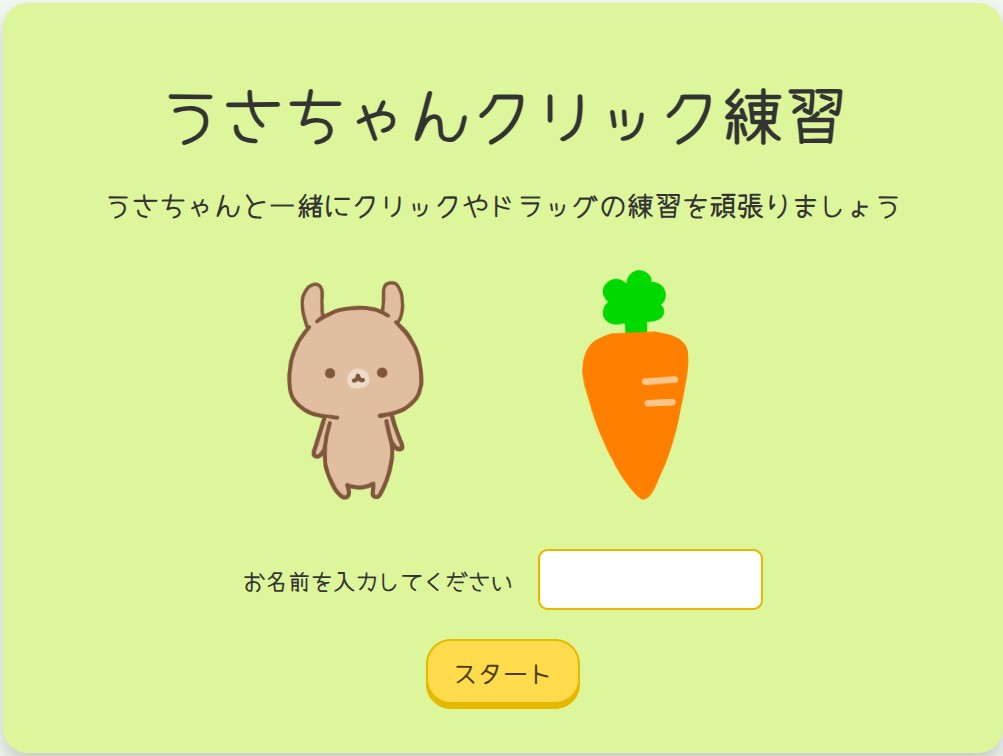 うさちゃんクリック練習
うさちゃんと一緒にクリックやドラッグの練習を頑張りましょう
お名前を入力してください
スタート